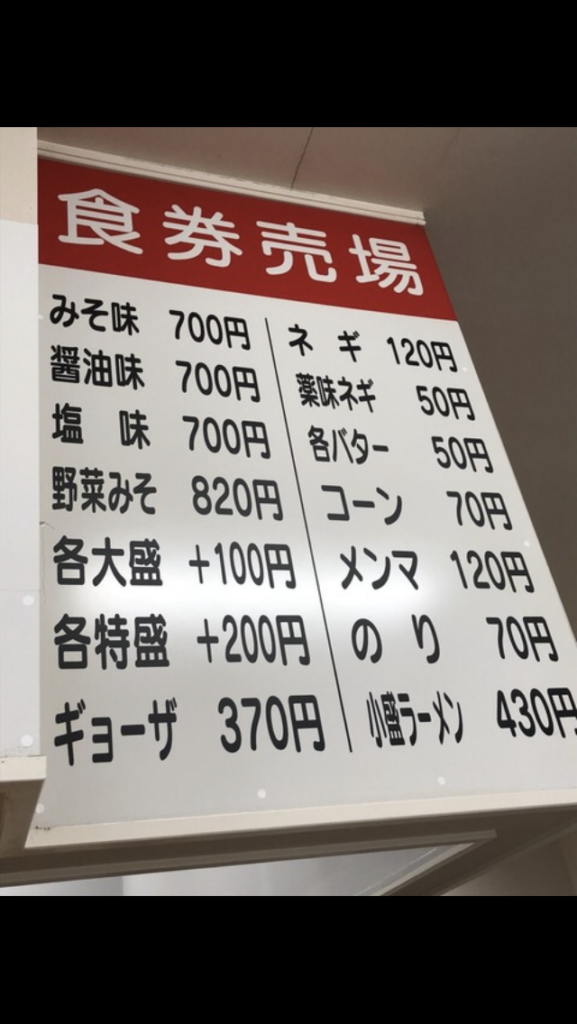 食券売場
みそ味 700円
醤油味 700円
塩 味 700円
野菜みそ 820円
各大盛 +100円
各特盛 +200円
ギョーザ 370円
ネ ギ 120円
薬味ネギ 50円
各バター 50円
コーン 70円
メンマ 120円
の り 70円
小盛ラーメン 430円